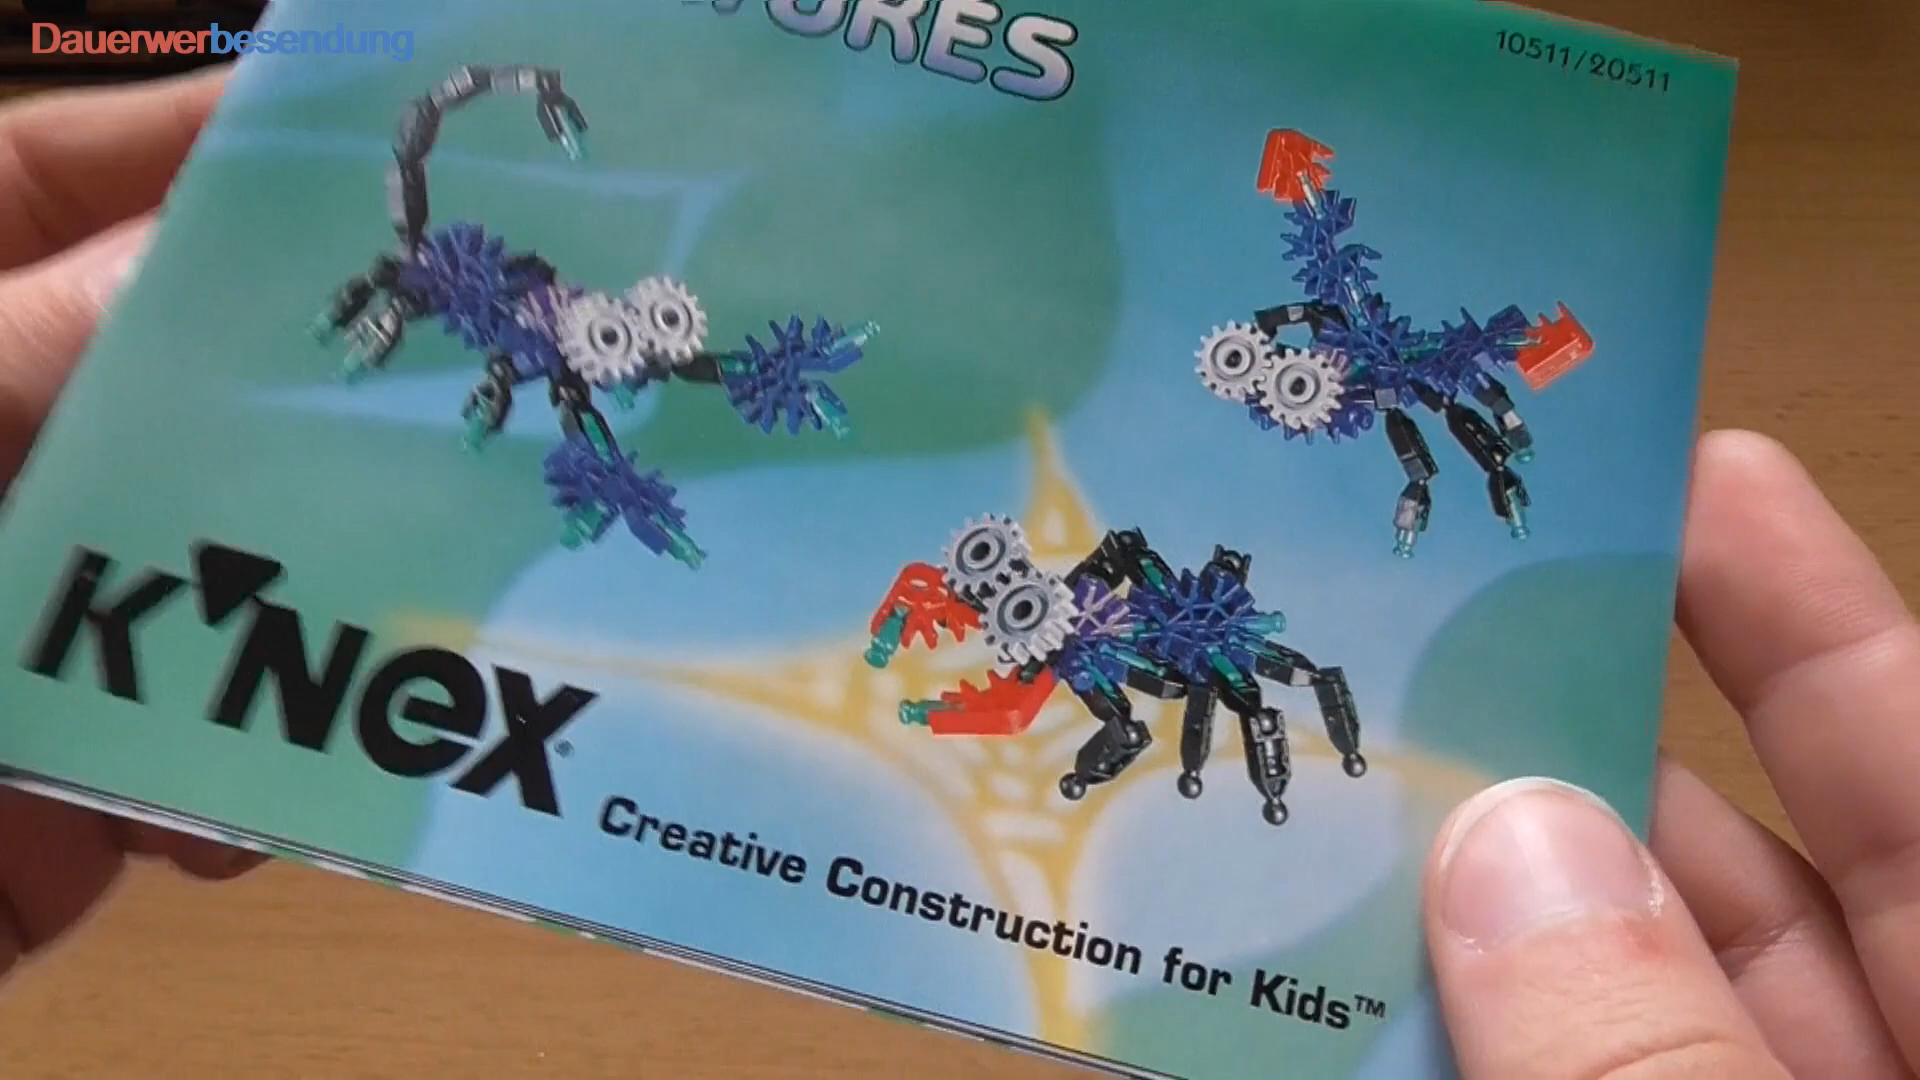 Dauerwerbesendung
10511/20511
K'NEX®
Creative Construction for Kids™